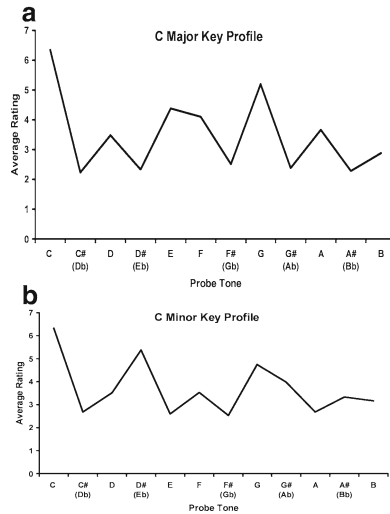 a
C Major Key Profile
7
6
5
4
3
2
1
0
Average Rating
C C# D D# E F F# G G# A A# B
(Db) (Eb) (Gb) (Ab) (Bb)
Probe Tone
b
C Minor Key Profile
7
6
5
4
3
2
1
0
Average Rating
C C# D D# E F F# G G# A A# B
(Db) (Eb) (Gb) (Ab) (Bb)
Probe Tone